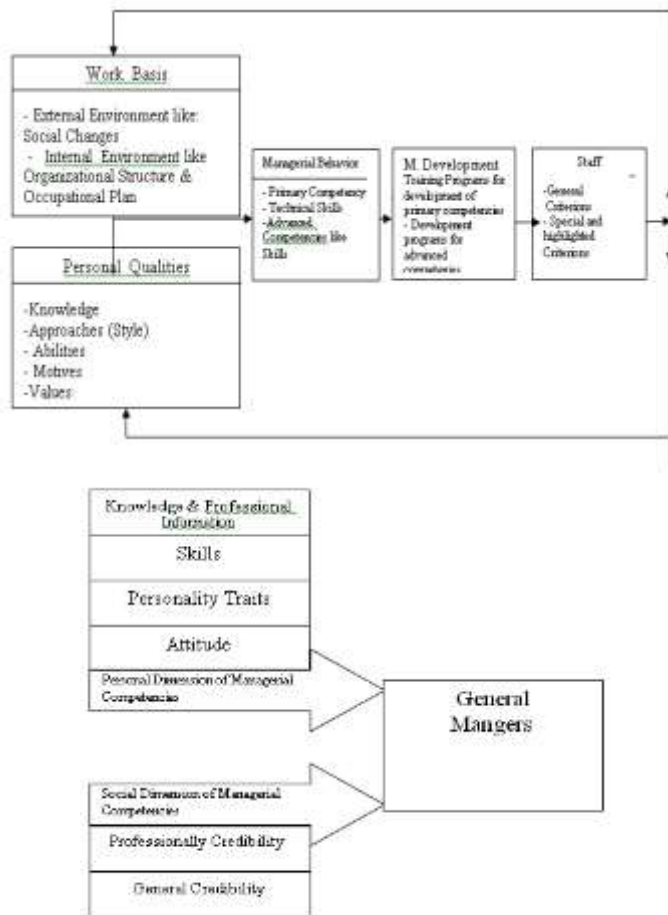 Work Basis
- External Environment like:
Social Changes
- Internal Environment like
Organizational Structure &
Occupational Plan
Personal Qualities
-Knowledge
-Approaches (Style)
- Abilities
- Motives
-Values
Managerial Behavior
- Primary Competency
- Technical Skills
-Advanced
Competencies like
Skills
M. Development
Training Programs for
development of
primary competencies
- Development
programs for
advanced
competencies
Staff
-General
Criterions
- Special and
highlighted
Criterions
Knowledge & Professional
Information
Skills
Personality Traits
Attitude
Personal Dimension of Managerial
Competencies
General
Mangers
Social Dimension of Managerial
Competencies
Professionally Credibility
General Credibility